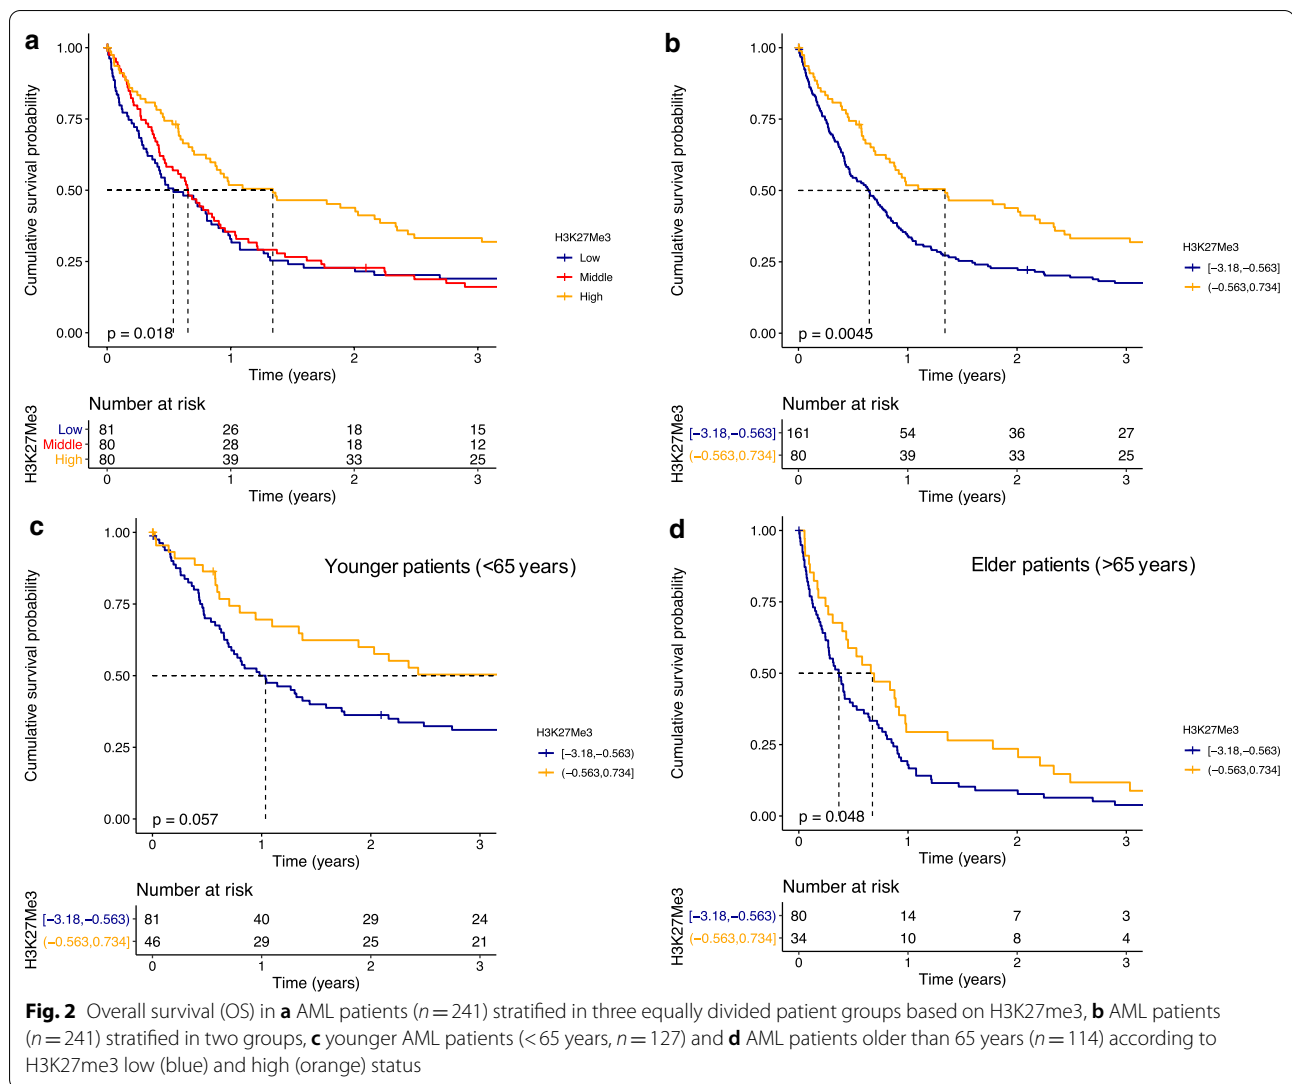 a
1.00
0.75
0.50
0.25
0.00
Cumulative survival probability
p = 0.018
0 1 2 3
Time (years)
H3K27Me3
Low
Middle
High
Number at risk
H3K27Me3
Low 81 26 18 15
Middle 80 28 18 12
High 80 39 33 25
0 1 2 3
Time (years)
b
1.00
0.75
0.50
0.25
0.00
Cumulative survival probability
p = 0.0045
0 1 2 3
Time (years)
H3K27Me3
[−3.18,−0.563]
(−0.563,0.734]
Number at risk
H3K27Me3
[−3.18,−0.563] 161 54 36 27
(−0.563,0.734] 80 39 33 25
0 1 2 3
Time (years)
c
Younger patients (<65 years)
1.00
0.75
0.50
0.25
0.00
Cumulative survival probability
p = 0.057
0 1 2 3
Time (years)
H3K27Me3
[−3.18,−0.563)
(−0.563,0.734]
Number at risk
H3K27Me3
[−3.18,−0.563) 81 40 29 24
(−0.563,0.734] 46 29 25 21
0 1 2 3
Time (years)
d
Elder patients (>65 years)
1.00
0.75
0.50
0.25
0.00
Cumulative survival probability
p = 0.048
0 1 2 3
Time (years)
H3K27Me3
[−3.18,−0.563)
(−0.563,0.734]
Number at risk
H3K27Me3
[−3.18,−0.563) 80 14 7 3
(−0.563,0.734] 34 10 8 4
0 1 2 3
Time (years)
Fig. 2 Overall survival (OS) in a AML patients (n = 241) stratified in three equally divided patient groups based on H3K27me3, b AML patients
(n = 241) stratified in two groups, c younger AML patients (< 65 years, n = 127) and d AML patients older than 65 years (n = 114) according to
H3K27me3 low (blue) and high (orange) status